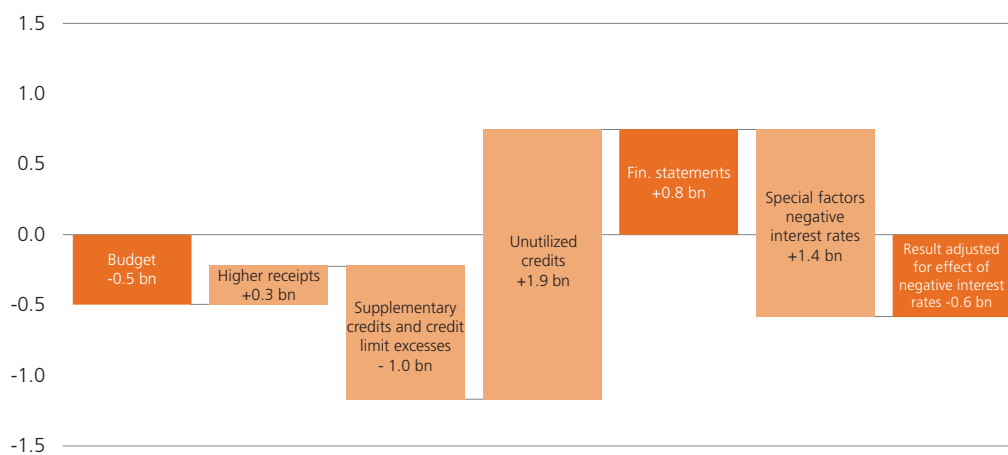 1.5
1.0
0.5
0.0
-0.5
-1.0
-1.5
Budget
-0.5 bn
Higher receipts
+0.3 bn
Supplementary
credits and credit
limit excesses
- 1.0 bn
Unutilized
credits
+1.9 bn
Fin. statements
+0.8 bn
Special factors
negative
interest rates
+1.4 bn
Result adjusted
for effect of
negative interest
rates -0.6 bn